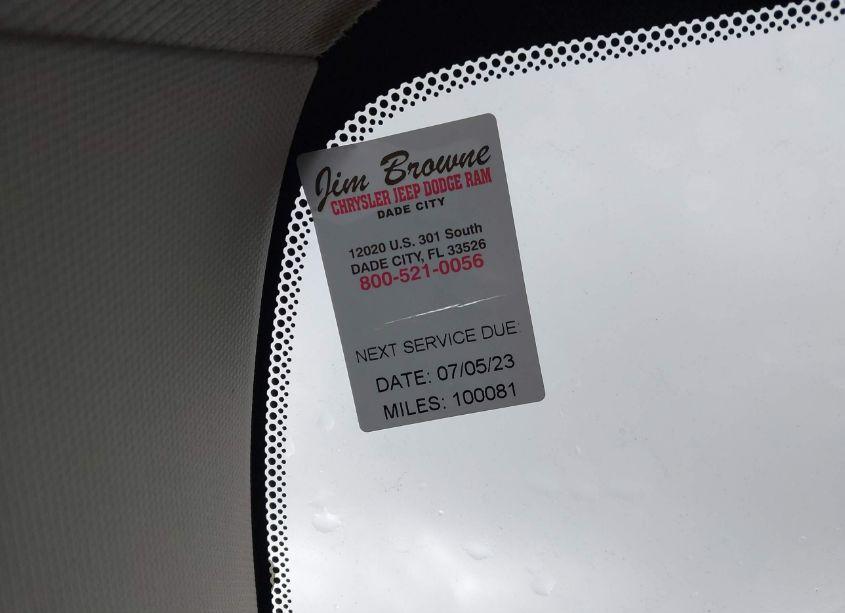 Jim Browne
CHRYSLER JEEP DODGE RAM
DADE CITY
12020 U.S. 301 South
DADE CITY, FL 33526
800-521-0056
NEXT SERVICE DUE:
DATE: 07/05/23
MILES: 100081